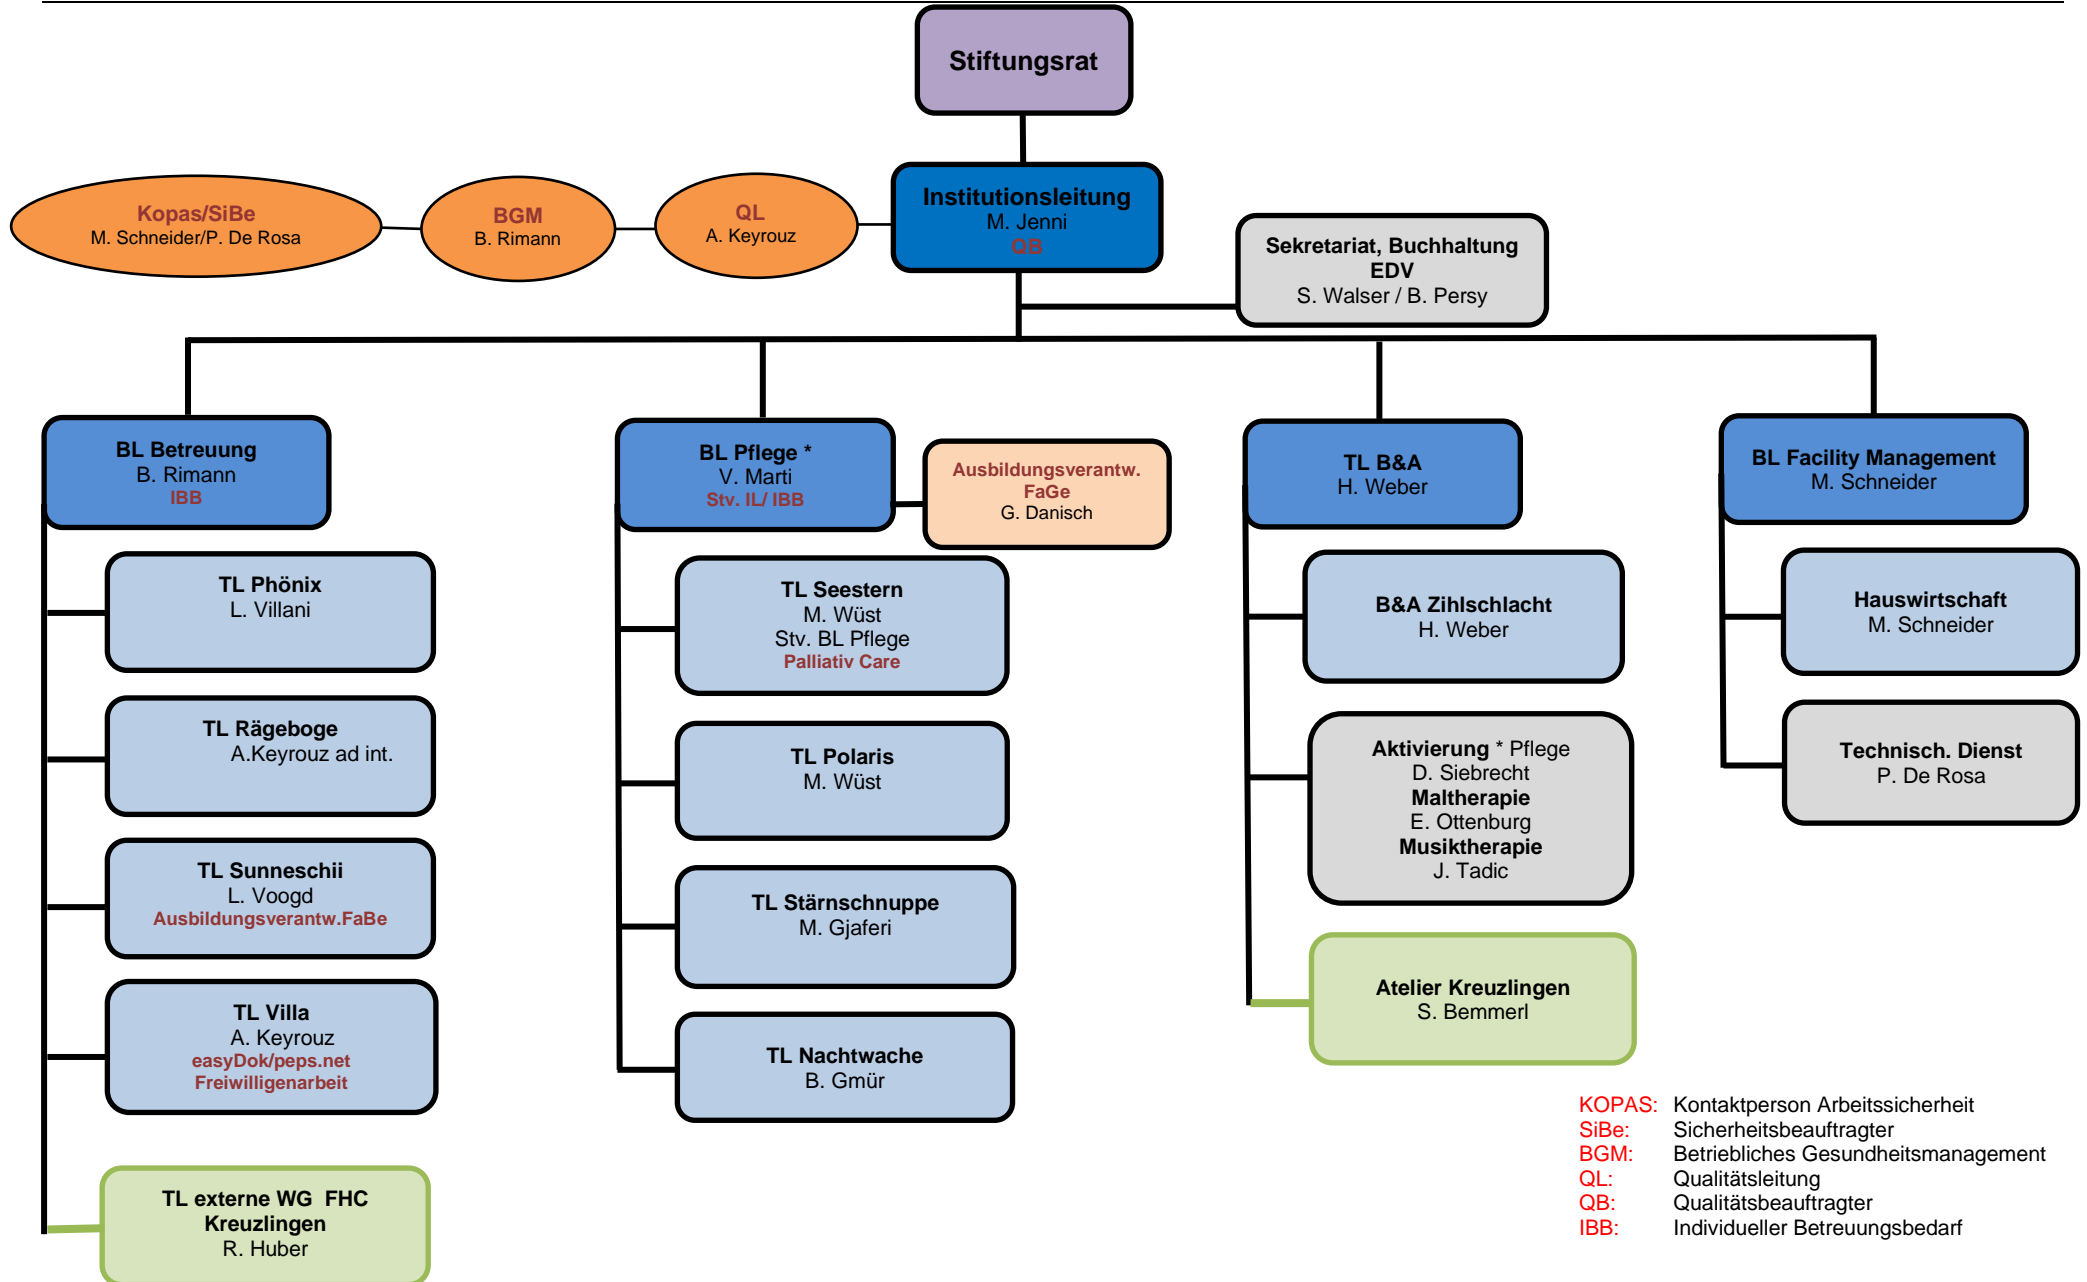 Stiftungsrat
Institutionsleitung
M. Jenni
QB
Kopas/SiBe
M. Schneider/P. De Rosa
BGM
B. Rimann
QL
A. Keyrouz
Sekretariat, Buchhaltung
EDV
S. Walser / B. Persy
BL Betreuung
B. Rimann
IBB
TL Phönix
L. Villani
TL Rägeboge
A.Keyrouz ad int.
TL Sunneschii
L. Voogd
Ausbildungsverantw.FaBe
TL Villa
A. Keyrouz
easyDok/peps.net
Freiwilligenarbeit
TL externe WG FHC
Kreuzlingen
R. Huber
BL Pflege *
V. Marti
Stv. IL/ IBB
Ausbildungsverantw.
FaGe
G. Danisch
TL Seestern
M. Wüst
Stv. BL Pflege
Palliativ Care
TL Polaris
M. Wüst
TL Stärnschnuppe
M. Gjaferi
TL Nachtwache
B. Gmür
TL B&A
H. Weber
B&A Zihlschlacht
H. Weber
Aktivierung * Pflege
D. Siebrecht
Maltherapie
E. Ottenburg
Musiktherapie
J. Tadic
Atelier Kreuzlingen
S. Bemmerl
BL Facility Management
M. Schneider
Hauswirtschaft
M. Schneider
Technisch. Dienst
P. De Rosa
KOPAS: Kontaktperson Arbeitssicherheit
SiBe: Sicherheitsbeauftragter
BGM: Betriebliches Gesundheitsmanagement
QL: Qualitätsleitung
QB: Qualitätsbeauftragter
IBB: Individueller Betreuungsbedarf